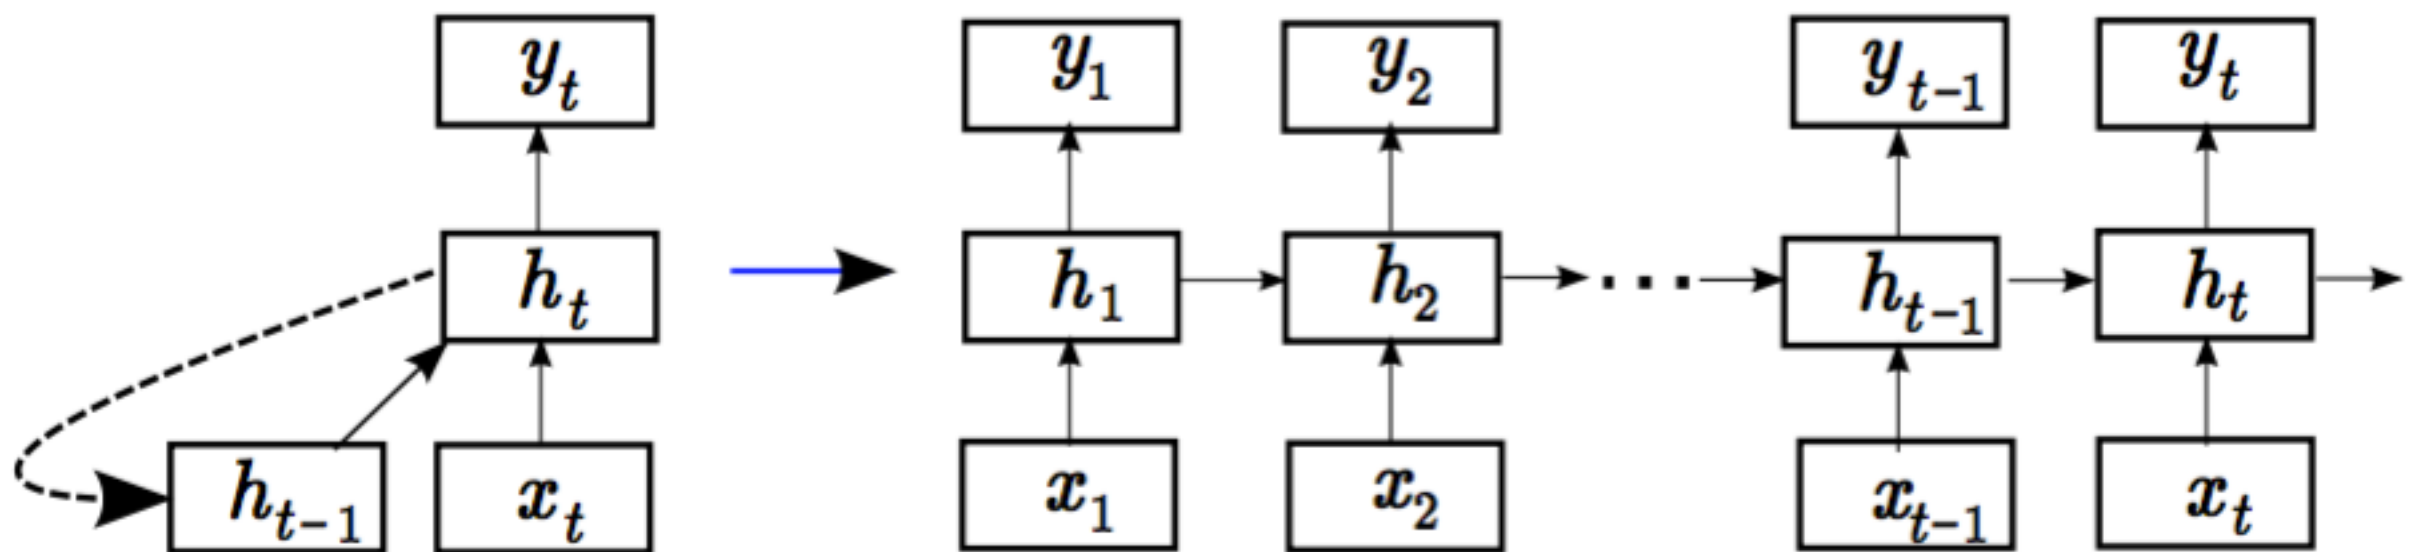 y_t y_1 y_2 y_{t-1} y_t
h_t h_1 h_2 ... h_{t-1} h_t
h_{t-1} x_t x_1 x_2 x_{t-1} x_t